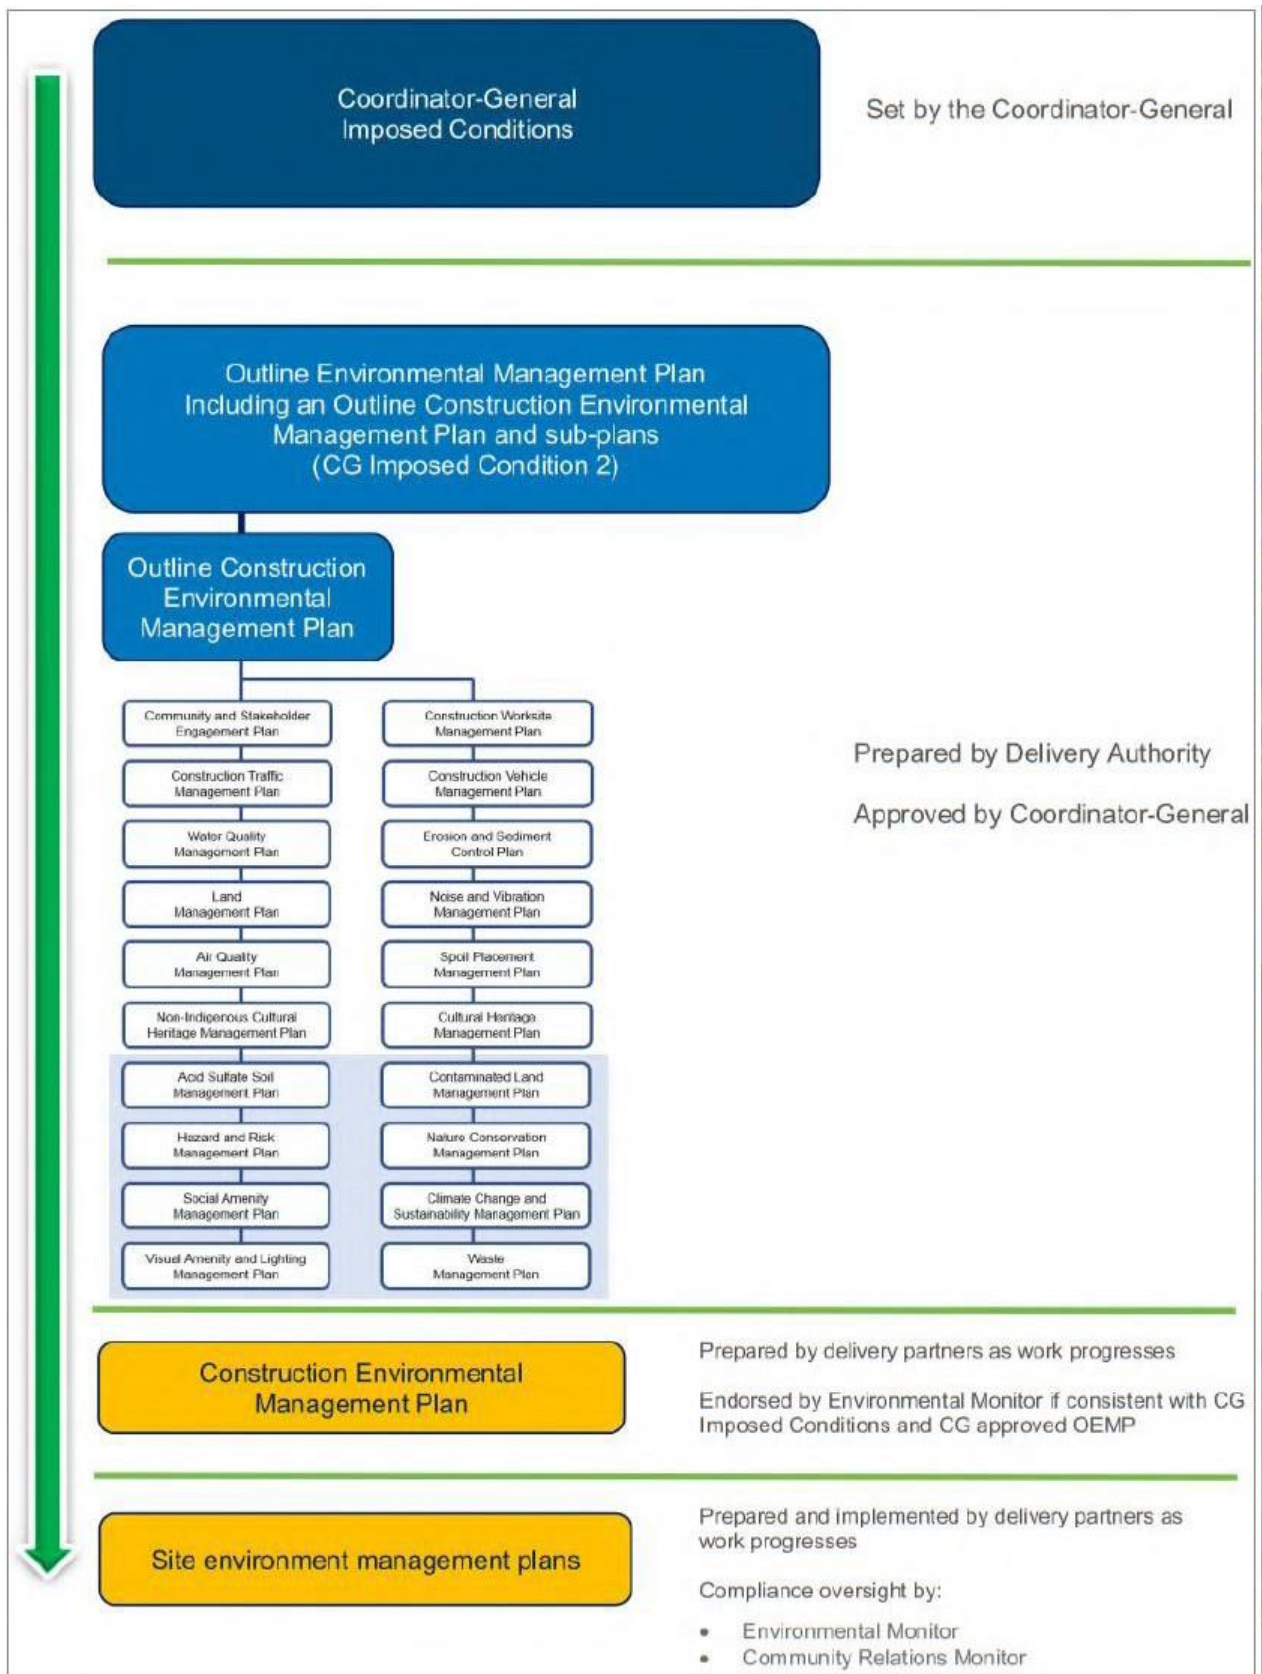 Coordinator-General
Imposed Conditions
Set by the Coordinator-General
Outline Environmental Management Plan
Including an Outline Construction Environmental
Management Plan and sub-plans
(CG Imposed Condition 2)
Outline Construction
Environmental
Management Plan
Community and Stakeholder
Engagement Plan
Construction Worksite
Management Plan
Construction Traffic
Management Plan
Construction Vehicle
Management Plan
Water Quality
Management Plan
Erosion and Sediment
Control Plan
Land
Management Plan
Noise and Vibration
Management Plan
Air Quality
Management Plan
Spoil Placement
Management Plan
Non-Indigenous Cultural
Heritage Management Plan
Cultural Heritage
Management Plan
Acid Sulfate Soil
Management Plan
Contaminated Land
Management Plan
Hazard and Risk
Management Plan
Nature Conservation
Management Plan
Social Amenity
Management Plan
Climate Change and
Sustainability Management Plan
Visual Amenity and Lighting
Management Plan
Waste
Management Plan
Prepared by Delivery Authority
Approved by Coordinator-General
Construction Environmental
Management Plan
Prepared by delivery partners as work progresses
Endorsed by Environmental Monitor if consistent with CG
Imposed Conditions and CG approved OEMP
Site environment management plans
Prepared and implemented by delivery partners as
work progresses
Compliance oversight by:
• Environmental Monitor
• Community Relations Monitor